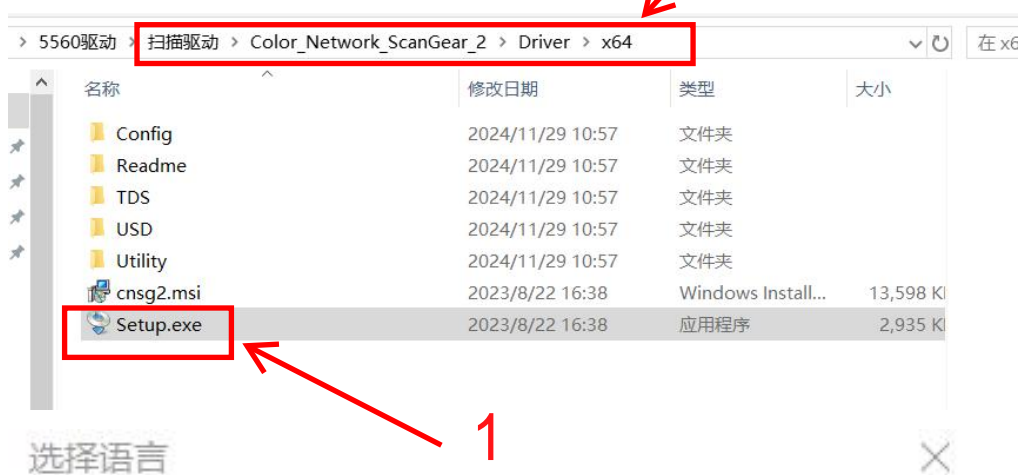 > 5560驱动 > 扫描驱动 > Color_Network_ScanGear_2 > Driver > x64 在 x6
名称 修改日期 类型 大小
Config 2024/11/29 10:57 文件夹
Readme 2024/11/29 10:57 文件夹
TDS 2024/11/29 10:57 文件夹
USD 2024/11/29 10:57 文件夹
Utility 2024/11/29 10:57 文件夹
cnsg2.msi 2023/8/22 16:38 Windows Install... 13,598 K
Setup.exe 2023/8/22 16:38 应用程序 2,935 K
1
选择语言